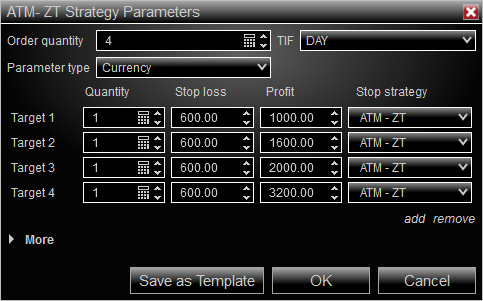 ATM- ZT Strategy Parameters
Order quantity 4 TIF DAY
Parameter type Currency
Quantity Stop loss Profit Stop strategy
Target 1 1 600.00 1000.00 ATM - ZT
Target 2 1 600.00 1600.00 ATM - ZT
Target 3 1 600.00 2000.00 ATM - ZT
Target 4 1 600.00 3200.00 ATM - ZT
add remove
More
Save as Template OK Cancel